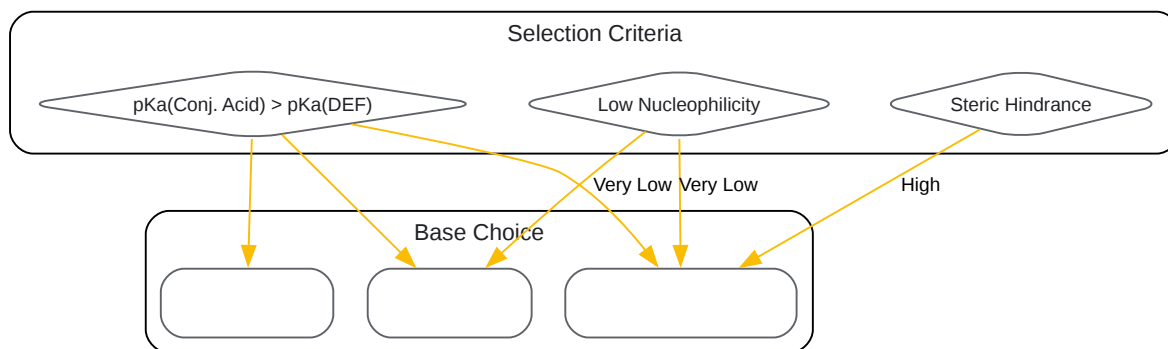 Selection Criteria
pKa(Conj. Acid) > pKa(DEF)
Low Nucleophilicity
Steric Hindrance
Very Low
Very Low
High
Base Choice